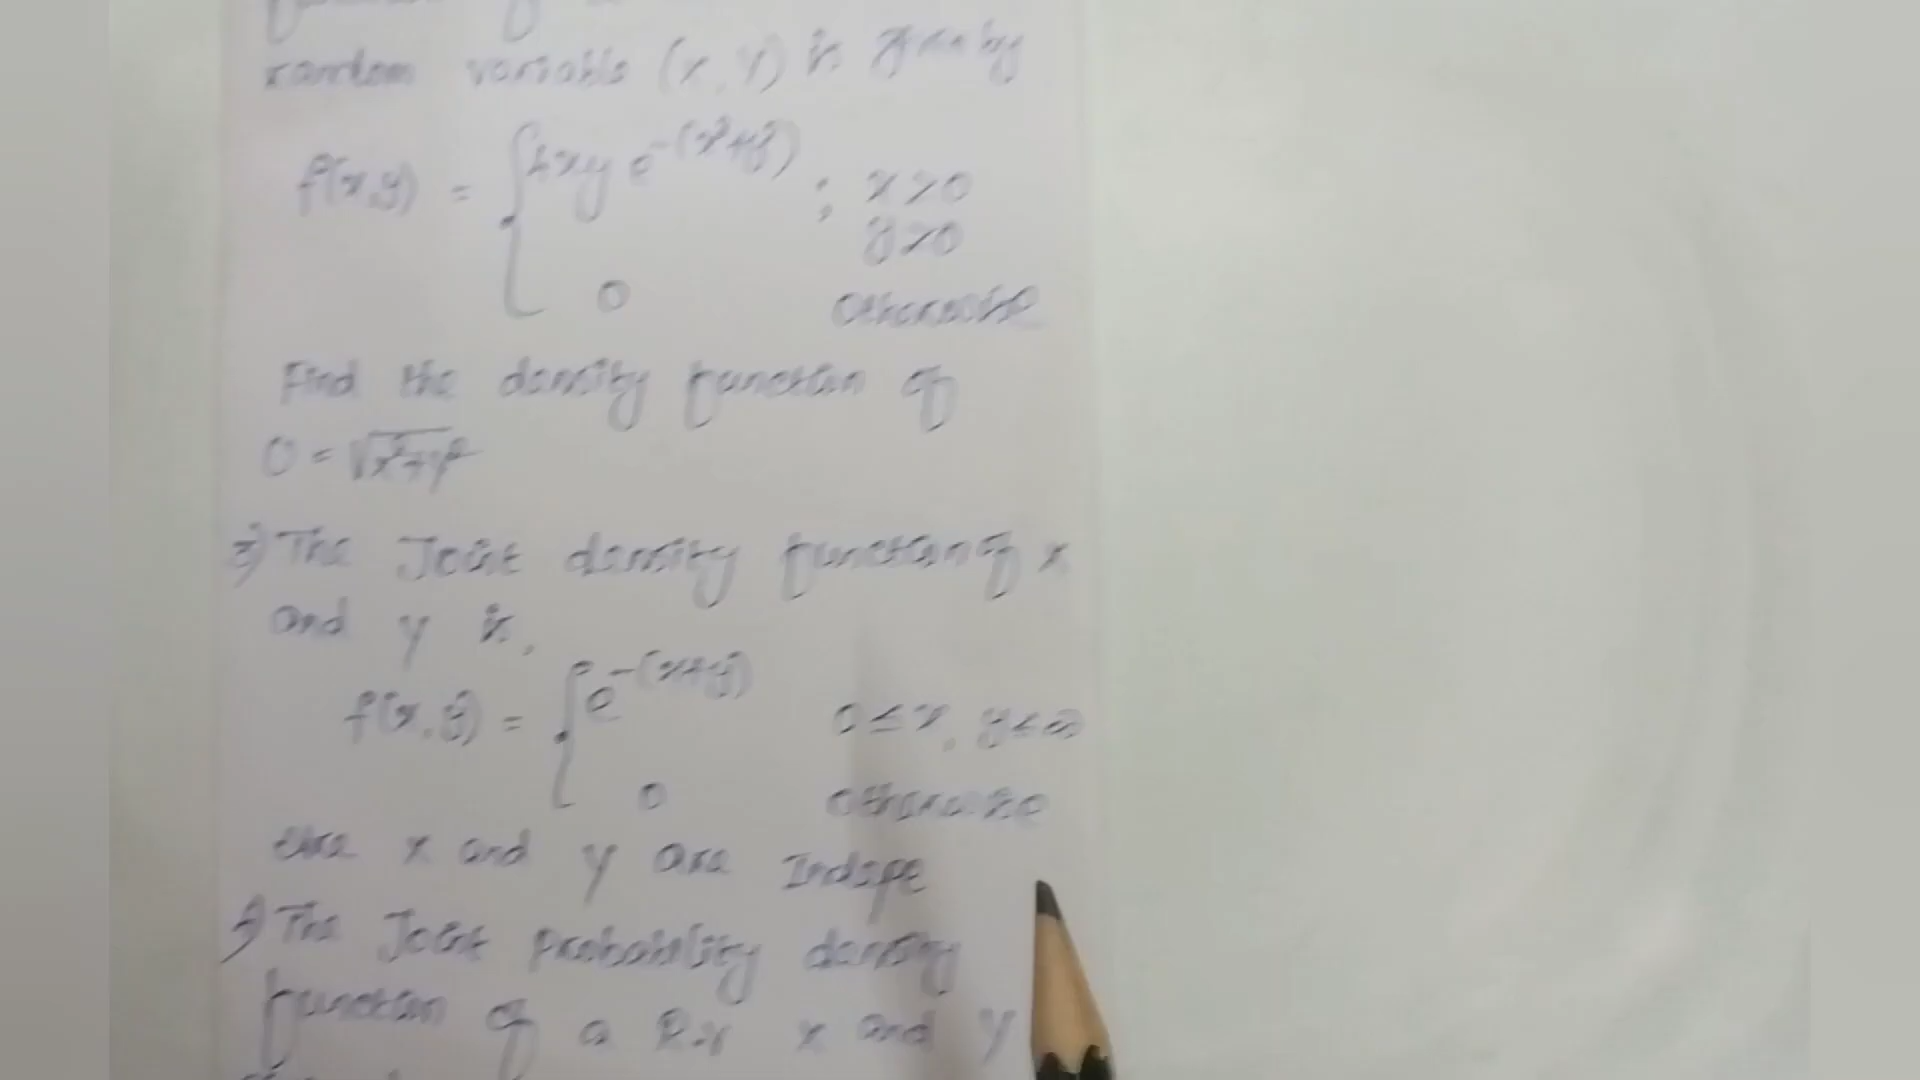 function of
random variable (x, y) is given by
f(x,y) = { 4xy e^-(x²+y²) ; x>0
y>0
0 Otherwise
Find the density function of
U = √x²+y²
3) The Joint density function of x
and y is,
f(x,y) = { e^-(x+y) 0≤x, y≤∞
0 Otherwise
are x and y are Indepe
4) The Joint Probability density
function of a R.V x and y